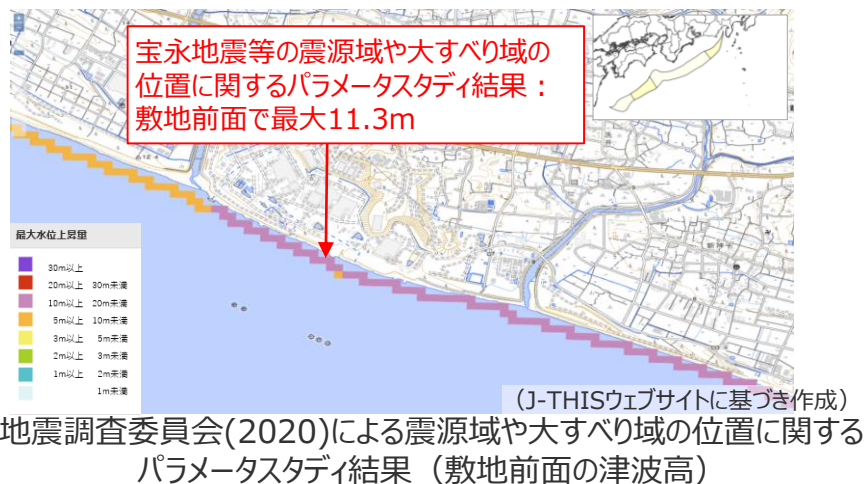 宝永地震等の震源域や大すべり域の
位置に関するパラメータスタディ結果：
敷地前面で最大11.3m
最大水位上昇量
30m以上
20m以上 30m未満
10m以上 20m未満
5m以上 10m未満
3m以上 5m未満
2m以上 3m未満
1m以上 2m未満
1m未満
（J-THISウェブサイトに基づき作成）
地震調査委員会(2020)による震源域や大すべり域の位置に関する
パラメータスタディ結果（敷地前面の津波高）